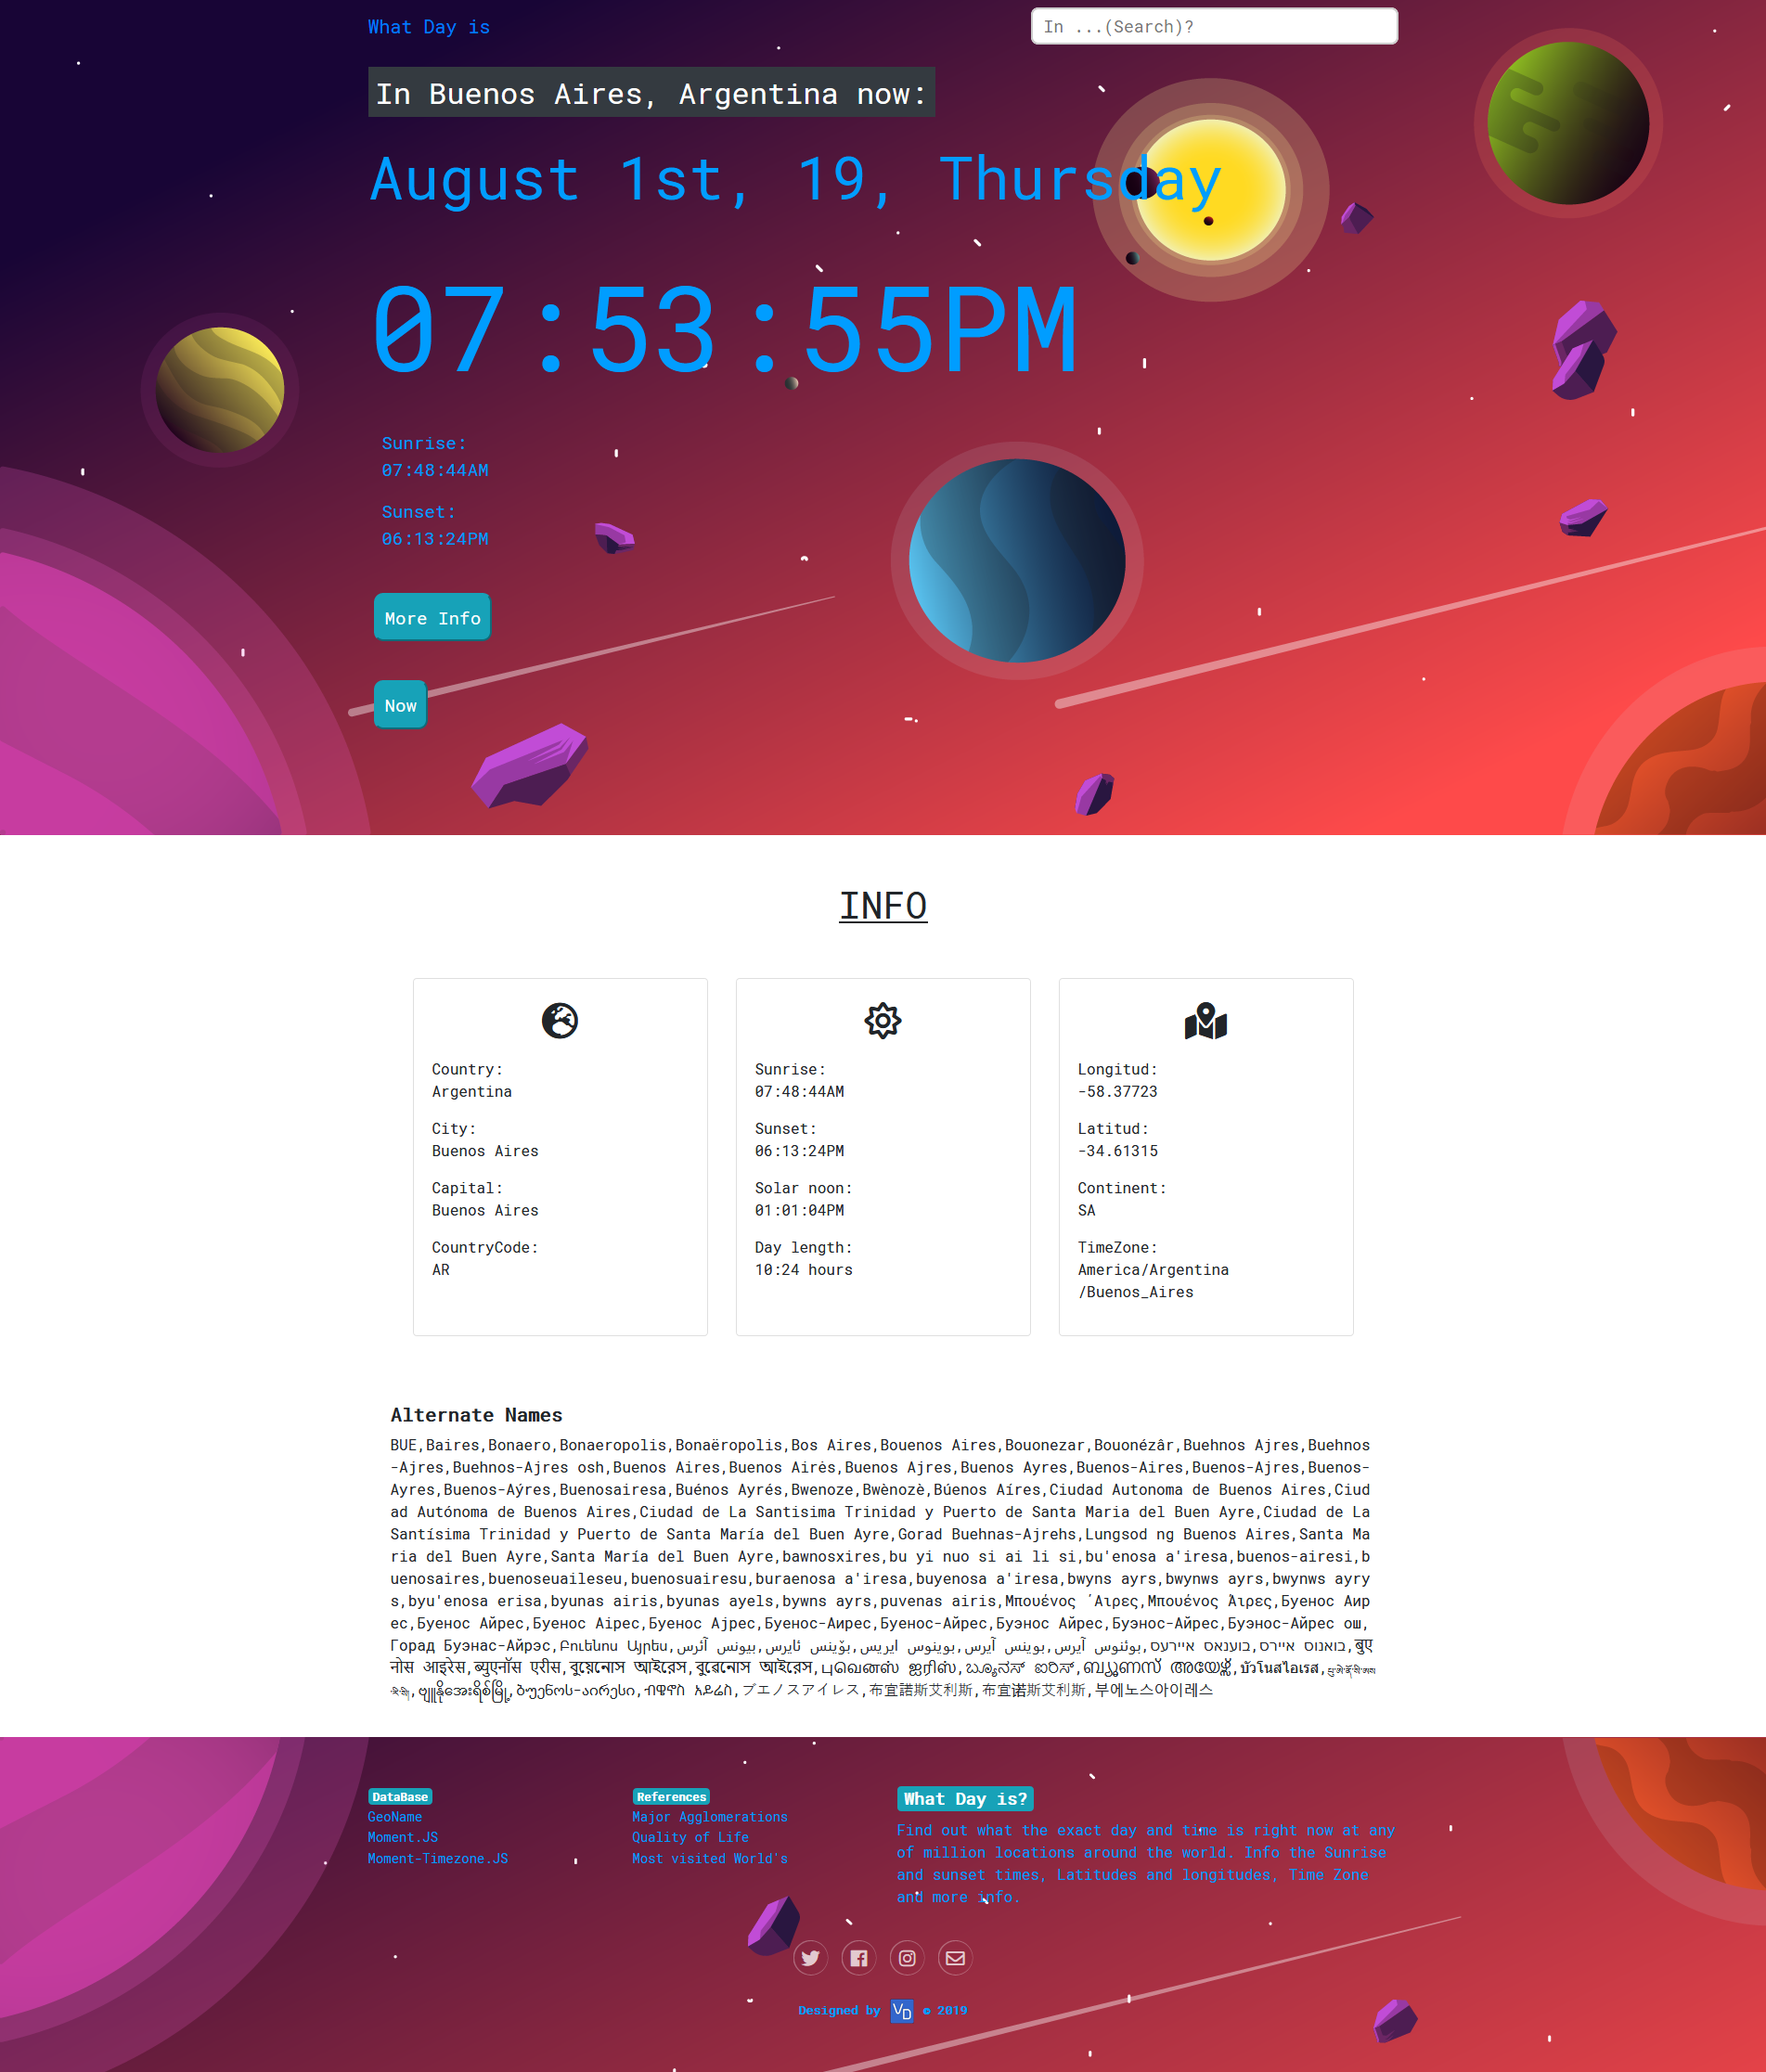 What Day is
In ...(Search)?
In Buenos Aires, Argentina now:
August 1st, 19, Thursday
07:53:55PM
Sunrise:
07:48:44AM
Sunset:
06:13:24PM
More Info
Now
INFO
Country:
Argentina
City:
Buenos Aires
Capital:
Buenos Aires
CountryCode:
AR
Sunrise:
07:48:44AM
Sunset:
06:13:24PM
Solar noon:
01:01:04PM
Day length:
10:24 hours
Longitud:
-58.37723
Latitud:
-34.61315
Continent:
SA
TimeZone:
America/Argentina
/Buenos_Aires
Alternate Names
BUE,Baires,Bonaero,Bonaeropolis,Bonaëropolis,Bos Aires,Bouenos Aires,Bouonezar,Bouonézâr,Buehnos Ajres,Buehnos
-Ajres,Buehnos-Ajres osh,Buenos Aires,Buenos Airės,Buenos Ajres,Buenos Ayres,Buenos-Aires,Buenos-Ajres,Buenos-
Ayres,Buenos-Aýres,Buenosairesa,Buénos Ayrés,Bwenoze,Bwènozè,Búenos Aíres,Ciudad Autonoma de Buenos Aires,Ciud
ad Autónoma de Buenos Aires,Ciudad de La Santisima Trinidad y Puerto de Santa Maria del Buen Ayre,Ciudad de La
Santísima Trinidad y Puerto de Santa María del Buen Ayre,Gorad Buehnas-Ajrehs,Lungsod ng Buenos Aires,Santa Ma
ria del Buen Ayre,Santa María del Buen Ayre,bawnosxires,bu yi nuo si ai li si,bu'enosa a'iresa,buenos-airesi,b
uenosaires,buenoseuaileseu,buenosuairesu,buraenosa a'iresa,buyenosa a'iresa,bwyns ayrs,bwynws ayrs,bwynws ayry
s,byu'enosa erisa,byunas airis,byunas ayels,bywns ayrs,puvenas airis,Μπουένος ΄Αιρες,Μπουένος Άιρες,Буенос Аир
ес,Буенос Айрес,Буенос Аірес,Буенос Ајрес,Буенос-Аирес,Буенос-Айрес,Буэнос Айрес,Буэнос-Айрес,Буэнос-Айрес ош,
Горад Буэнас-Айрэс,Բուենոս Այրես,בואנוס איירס,בוענאס איירעס,بوئنوس آیرس,بوينس آيرس,بوينوس ايريس,بۆينس ئايرس,بيونس آئرس,बुए
नोस आइरेस,ब्युएनॉस एरीस,বুয়েনোস আইরেস,বুৱেনোস আইরেস,புவெனஸ் ஐரிஸ்,ಬ್ಯೂನಸ್ ಐರಿಸ್,ബ്യൂണസ് അയേഴ്സ്,บัวโนสไอเรส,
,ဗျူနိုအေးရိစ်မြို့,ბუენოს-აირესი,ብዌኖስ አይሬስ,ブエノスアイレス,布宜諾斯艾利斯,布宜诺斯艾利斯,부에노스아이레스
DataBase
GeoName
Moment.JS
Moment-Timezone.JS
References
Major Agglomerations
Quality of Life
Most visited World's
What Day is?
Find out what the exact day and time is right now at any
of million locations around the world. Info the Sunrise
and sunset times, Latitudes and longitudes, Time Zone
and more info.
Designed by VD © 2019